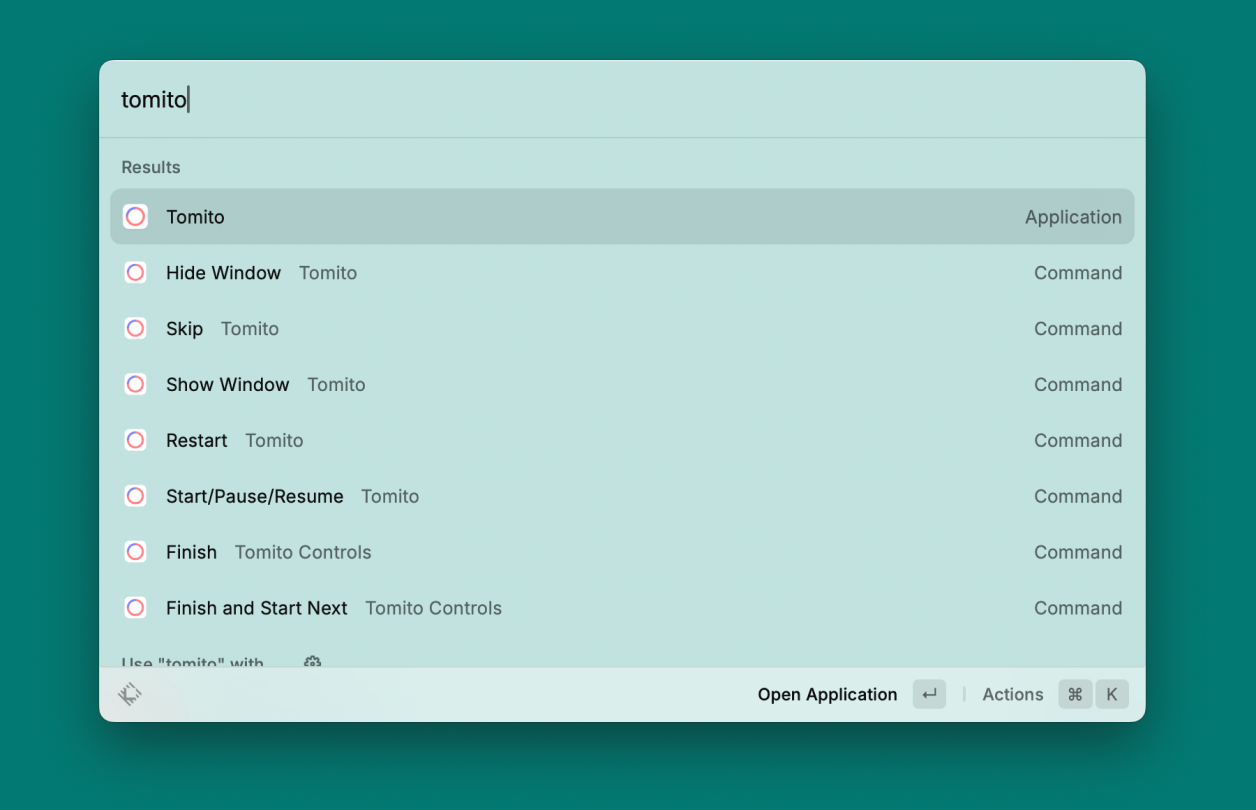 tomito
Results
Tomito Application
Hide Window Tomito Command
Skip Tomito Command
Show Window Tomito Command
Restart Tomito Command
Start/Pause/Resume Tomito Command
Finish Tomito Controls Command
Finish and Start Next Tomito Controls Command
Use "tomito" with
Open Application ↵ Actions ⌘ K